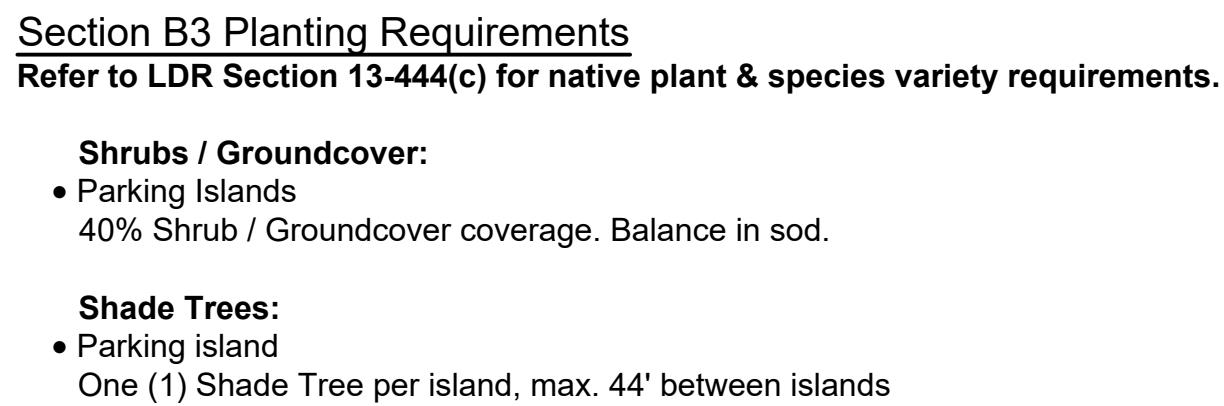 Section B3 Planting Requirements
Refer to LDR Section 13-444(c) for native plant & species variety requirements.
Shrubs / Groundcover:
• Parking Islands
40% Shrub / Groundcover coverage. Balance in sod.
Shade Trees:
• Parking island
One (1) Shade Tree per island, max. 44' between islands